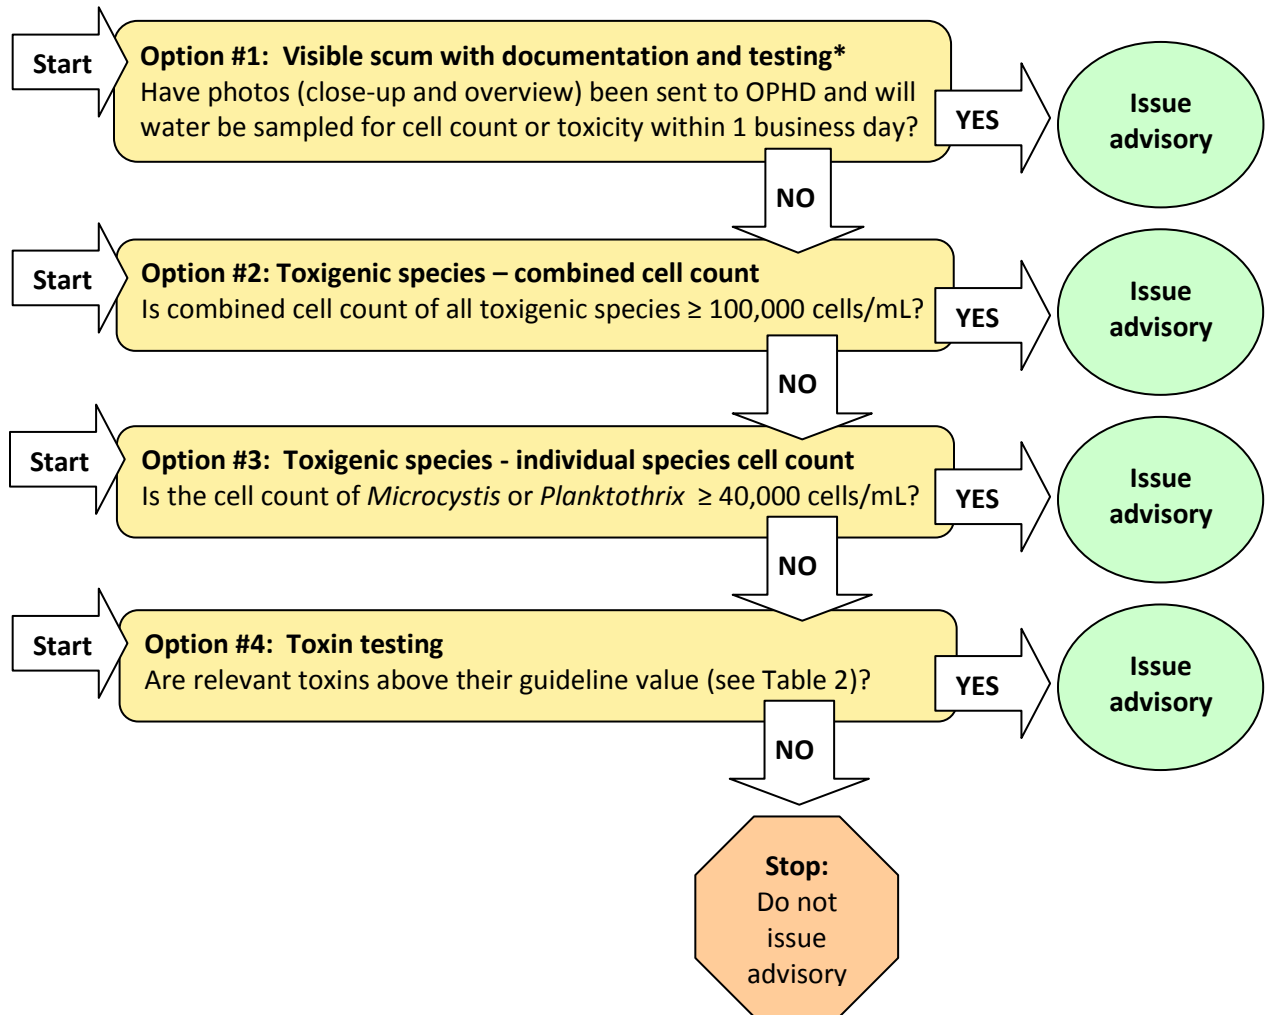 Start
Option #1:  Visible scum with documentation and testing*
Have photos (close-up and overview) been sent to OPHD and will
water be sampled for cell count or toxicity within 1 business day?
YES
Issue
advisory
NO
Start
Option #2: Toxigenic species – combined cell count
Is combined cell count of all toxigenic species ≥ 100,000 cells/mL?
YES
Issue
advisory
NO
Start
Option #3:  Toxigenic species - individual species cell count
Is the cell count of Microcystis or Planktothrix  ≥ 40,000 cells/mL?
YES
Issue
advisory
NO
Start
Option #4:  Toxin testing
Are relevant toxins above their guideline value (see Table 2)?
YES
Issue
advisory
NO
Stop:
Do not
issue
advisory